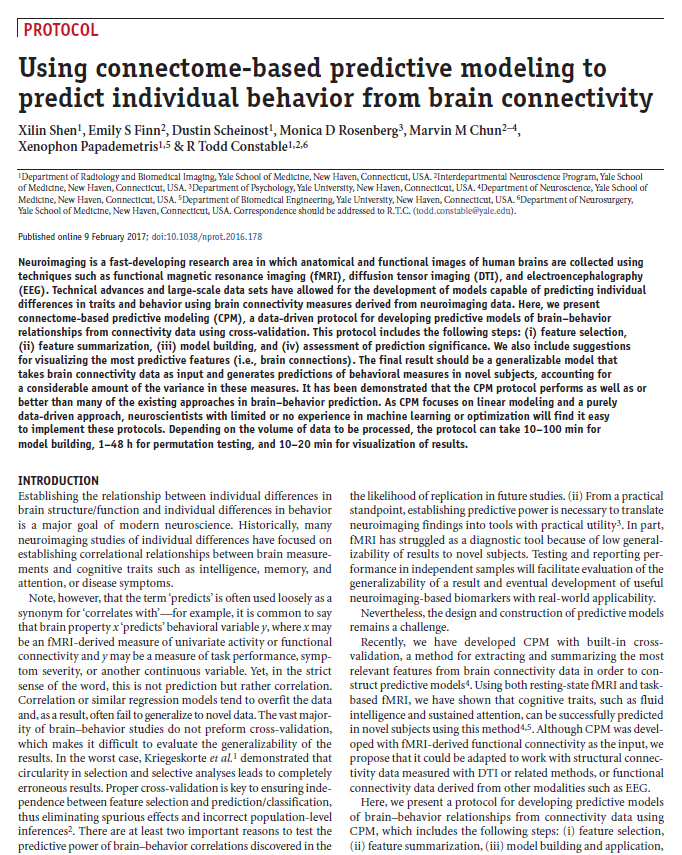 PROTOCOL
Using connectome-based predictive modeling to
predict individual behavior from brain connectivity
Xilin Shen1, Emily S Finn2, Dustin Scheinost1, Monica D Rosenberg3, Marvin M Chun2–4,
Xenophon Papademetris1,5 & R Todd Constable1,2,6
1Department of Radiology and Biomedical Imaging, Yale School of Medicine, New Haven, Connecticut, USA. 2Interdepartmental Neuroscience Program, Yale School
of Medicine, New Haven, Connecticut, USA. 3Department of Psychology, Yale University, New Haven, Connecticut, USA. 4Department of Neuroscience, Yale School of
Medicine, New Haven, Connecticut, USA. 5Department of Biomedical Engineering, Yale University, New Haven, Connecticut, USA. 6Department of Neurosurgery,
Yale School of Medicine, New Haven, Connecticut, USA. Correspondence should be addressed to R.T.C. (todd.constable@yale.edu).
Published online 9 February 2017; doi:10.1038/nprot.2016.178
Neuroimaging is a fast-developing research area in which anatomical and functional images of human brains are collected using
techniques such as functional magnetic resonance imaging (fMRI), diffusion tensor imaging (DTI), and electroencephalography
(EEG). Technical advances and large-scale data sets have allowed for the development of models capable of predicting individual
differences in traits and behavior using brain connectivity measures derived from neuroimaging data. Here, we present
connectome-based predictive modeling (CPM), a data-driven protocol for developing predictive models of brain–behavior
relationships from connectivity data using cross-validation. This protocol includes the following steps: (i) feature selection,
(ii) feature summarization, (iii) model building, and (iv) assessment of prediction significance. We also include suggestions
for visualizing the most predictive features (i.e., brain connections). The final result should be a generalizable model that
takes brain connectivity data as input and generates predictions of behavioral measures in novel subjects, accounting for
a considerable amount of the variance in these measures. It has been demonstrated that the CPM protocol performs as well as or
better than many of the existing approaches in brain–behavior prediction. As CPM focuses on linear modeling and a purely
data-driven approach, neuroscientists with limited or no experience in machine learning or optimization will find it easy
to implement these protocols. Depending on the volume of data to be processed, the protocol can take 10–100 min for
model building, 1–48 h for permutation testing, and 10–20 min for visualization of results.
INTRODUCTION
Establishing the relationship between individual differences in
brain structure/function and individual differences in behavior
is a major goal of modern neuroscience. Historically, many
neuroimaging studies of individual differences have focused on
establishing correlational relationships between brain measure-
ments and cognitive traits such as intelligence, memory, and
attention, or disease symptoms.
Note, however, that the term ‘predicts’ is often used loosely as a
synonym for ‘correlates with’—for example, it is common to say
that brain property x ‘predicts’ behavioral variable y, where x may
be an fMRI-derived measure of univariate activity or functional
connectivity and y may be a measure of task performance, symp-
tom severity, or another continuous variable. Yet, in the strict
sense of the word, this is not prediction but rather correlation.
Correlation or similar regression models tend to overfit the data
and, as a result, often fail to generalize to novel data. The vast major-
ity of brain–behavior studies do not preform cross-validation,
which makes it difficult to evaluate the generalizability of the
results. In the worst case, Kriegeskorte et al.1 demonstrated that
circularity in selection and selective analyses leads to completely
erroneous results. Proper cross-validation is key to ensuring inde-
pendence between feature selection and prediction/classification,
thus eliminating spurious effects and incorrect population-level
inferences2. There are at least two important reasons to test the
predictive power of brain–behavior correlations discovered in the
the likelihood of replication in future studies. (ii) From a practical
standpoint, establishing predictive power is necessary to translate
neuroimaging findings into tools with practical utility3. In part,
fMRI has struggled as a diagnostic tool because of low general-
izability of results to novel subjects. Testing and reporting per-
formance in independent samples will facilitate evaluation of the
generalizability of a result and eventual development of useful
neuroimaging-based biomarkers with real-world applicability.
Nevertheless, the design and construction of predictive models
remains a challenge.
Recently, we have developed CPM with built-in cross-
validation, a method for extracting and summarizing the most
relevant features from brain connectivity data in order to con-
struct predictive models4. Using both resting-state fMRI and task-
based fMRI, we have shown that cognitive traits, such as fluid
intelligence and sustained attention, can be successfully predicted
in novel subjects using this method4,5. Although CPM was devel-
oped with fMRI-derived functional connectivity as the input, we
propose that it could be adapted to work with structural connec-
tivity data measured with DTI or related methods, or functional
connectivity data derived from other modalities such as EEG.
Here, we present a protocol for developing predictive models
of brain–behavior relationships from connectivity data using
CPM, which includes the following steps: (i) feature selection,
(ii) feature summarization, (iii) model building and application,